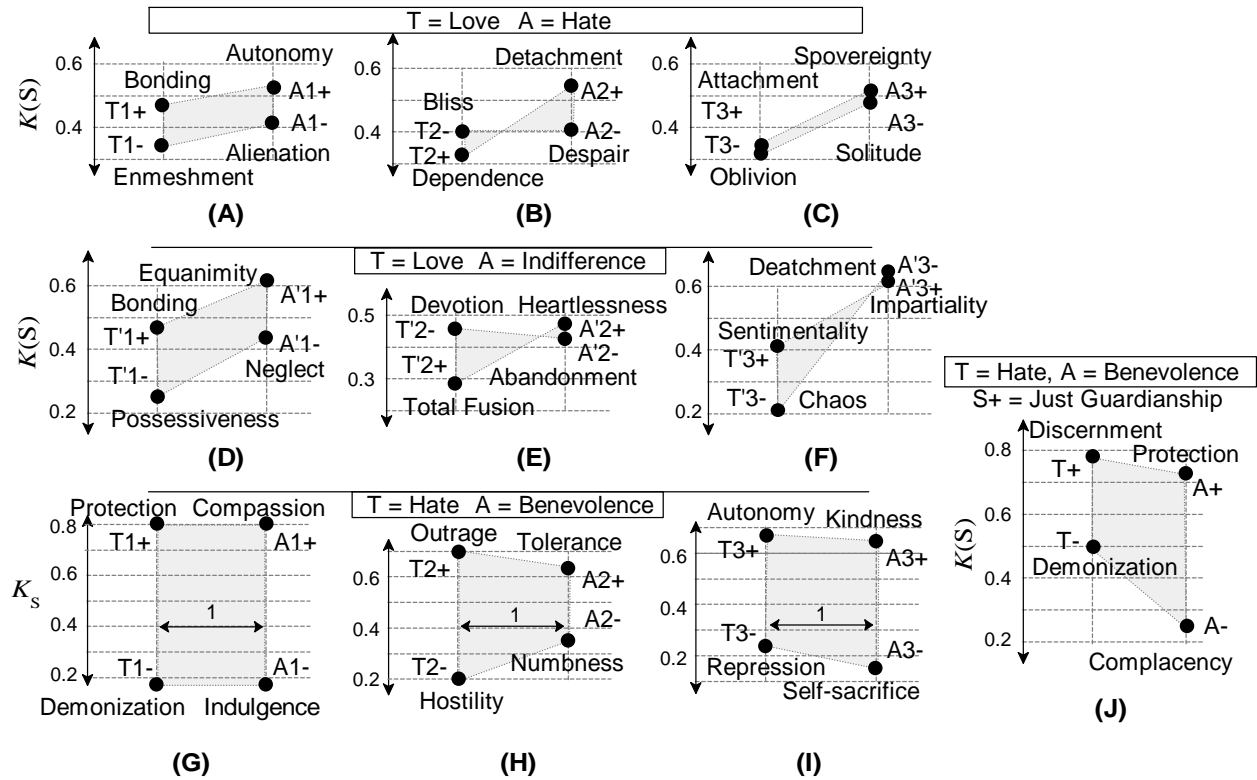 T = Love A = Hate
K(S)
0.6
0.4
Bonding
Autonomy
T1+
A1+
T1-
A1-
Enmeshment
Alienation
(A)
0.6
0.4
Detachment
Bliss
A2+
T2-
A2-
T2+
Despair
Dependence
(B)
0.6
0.4
Spovereignty
Attachment
A3+
T3+
A3-
T3-
Solitude
Oblivion
(C)
K(S)
0.6
0.4
0.2
Equanimity
Bonding
A'1+
T'1+
A'1-
T'1-
Neglect
Possessiveness
(D)
T = Love A = Indifference
0.5
0.3
Devotion
Heartlessness
T'2-
A'2+
A'2-
T'2+
Abandonment
Total Fusion
(E)
0.6
0.4
0.2
Deatchment
A'3-
A'3+
Impartiality
Sentimentality
T'3+
T'3-
Chaos
(F)
T = Hate A = Benevolence
Protection
Compassion
0.8
0.6
0.4
0.2
KS
T1+
A1+
1
T1-
A1-
Demonization
Indulgence
(G)
0.6
0.4
0.2
Outrage
Tolerance
T2+
A2+
1
A2-
T2-
Numbness
Hostility
(H)
0.6
0.4
0.2
Autonomy
Kindness
T3+
A3+
1
T3-
A3-
Repression
Self-sacrifice
(I)
T = Hate, A = Benevolence
S+ = Just Guardianship
K(S)
0.8
0.6
0.4
0.2
Discernment
Protection
T+
A+
T-
Demonization
A-
Complacency
(J)